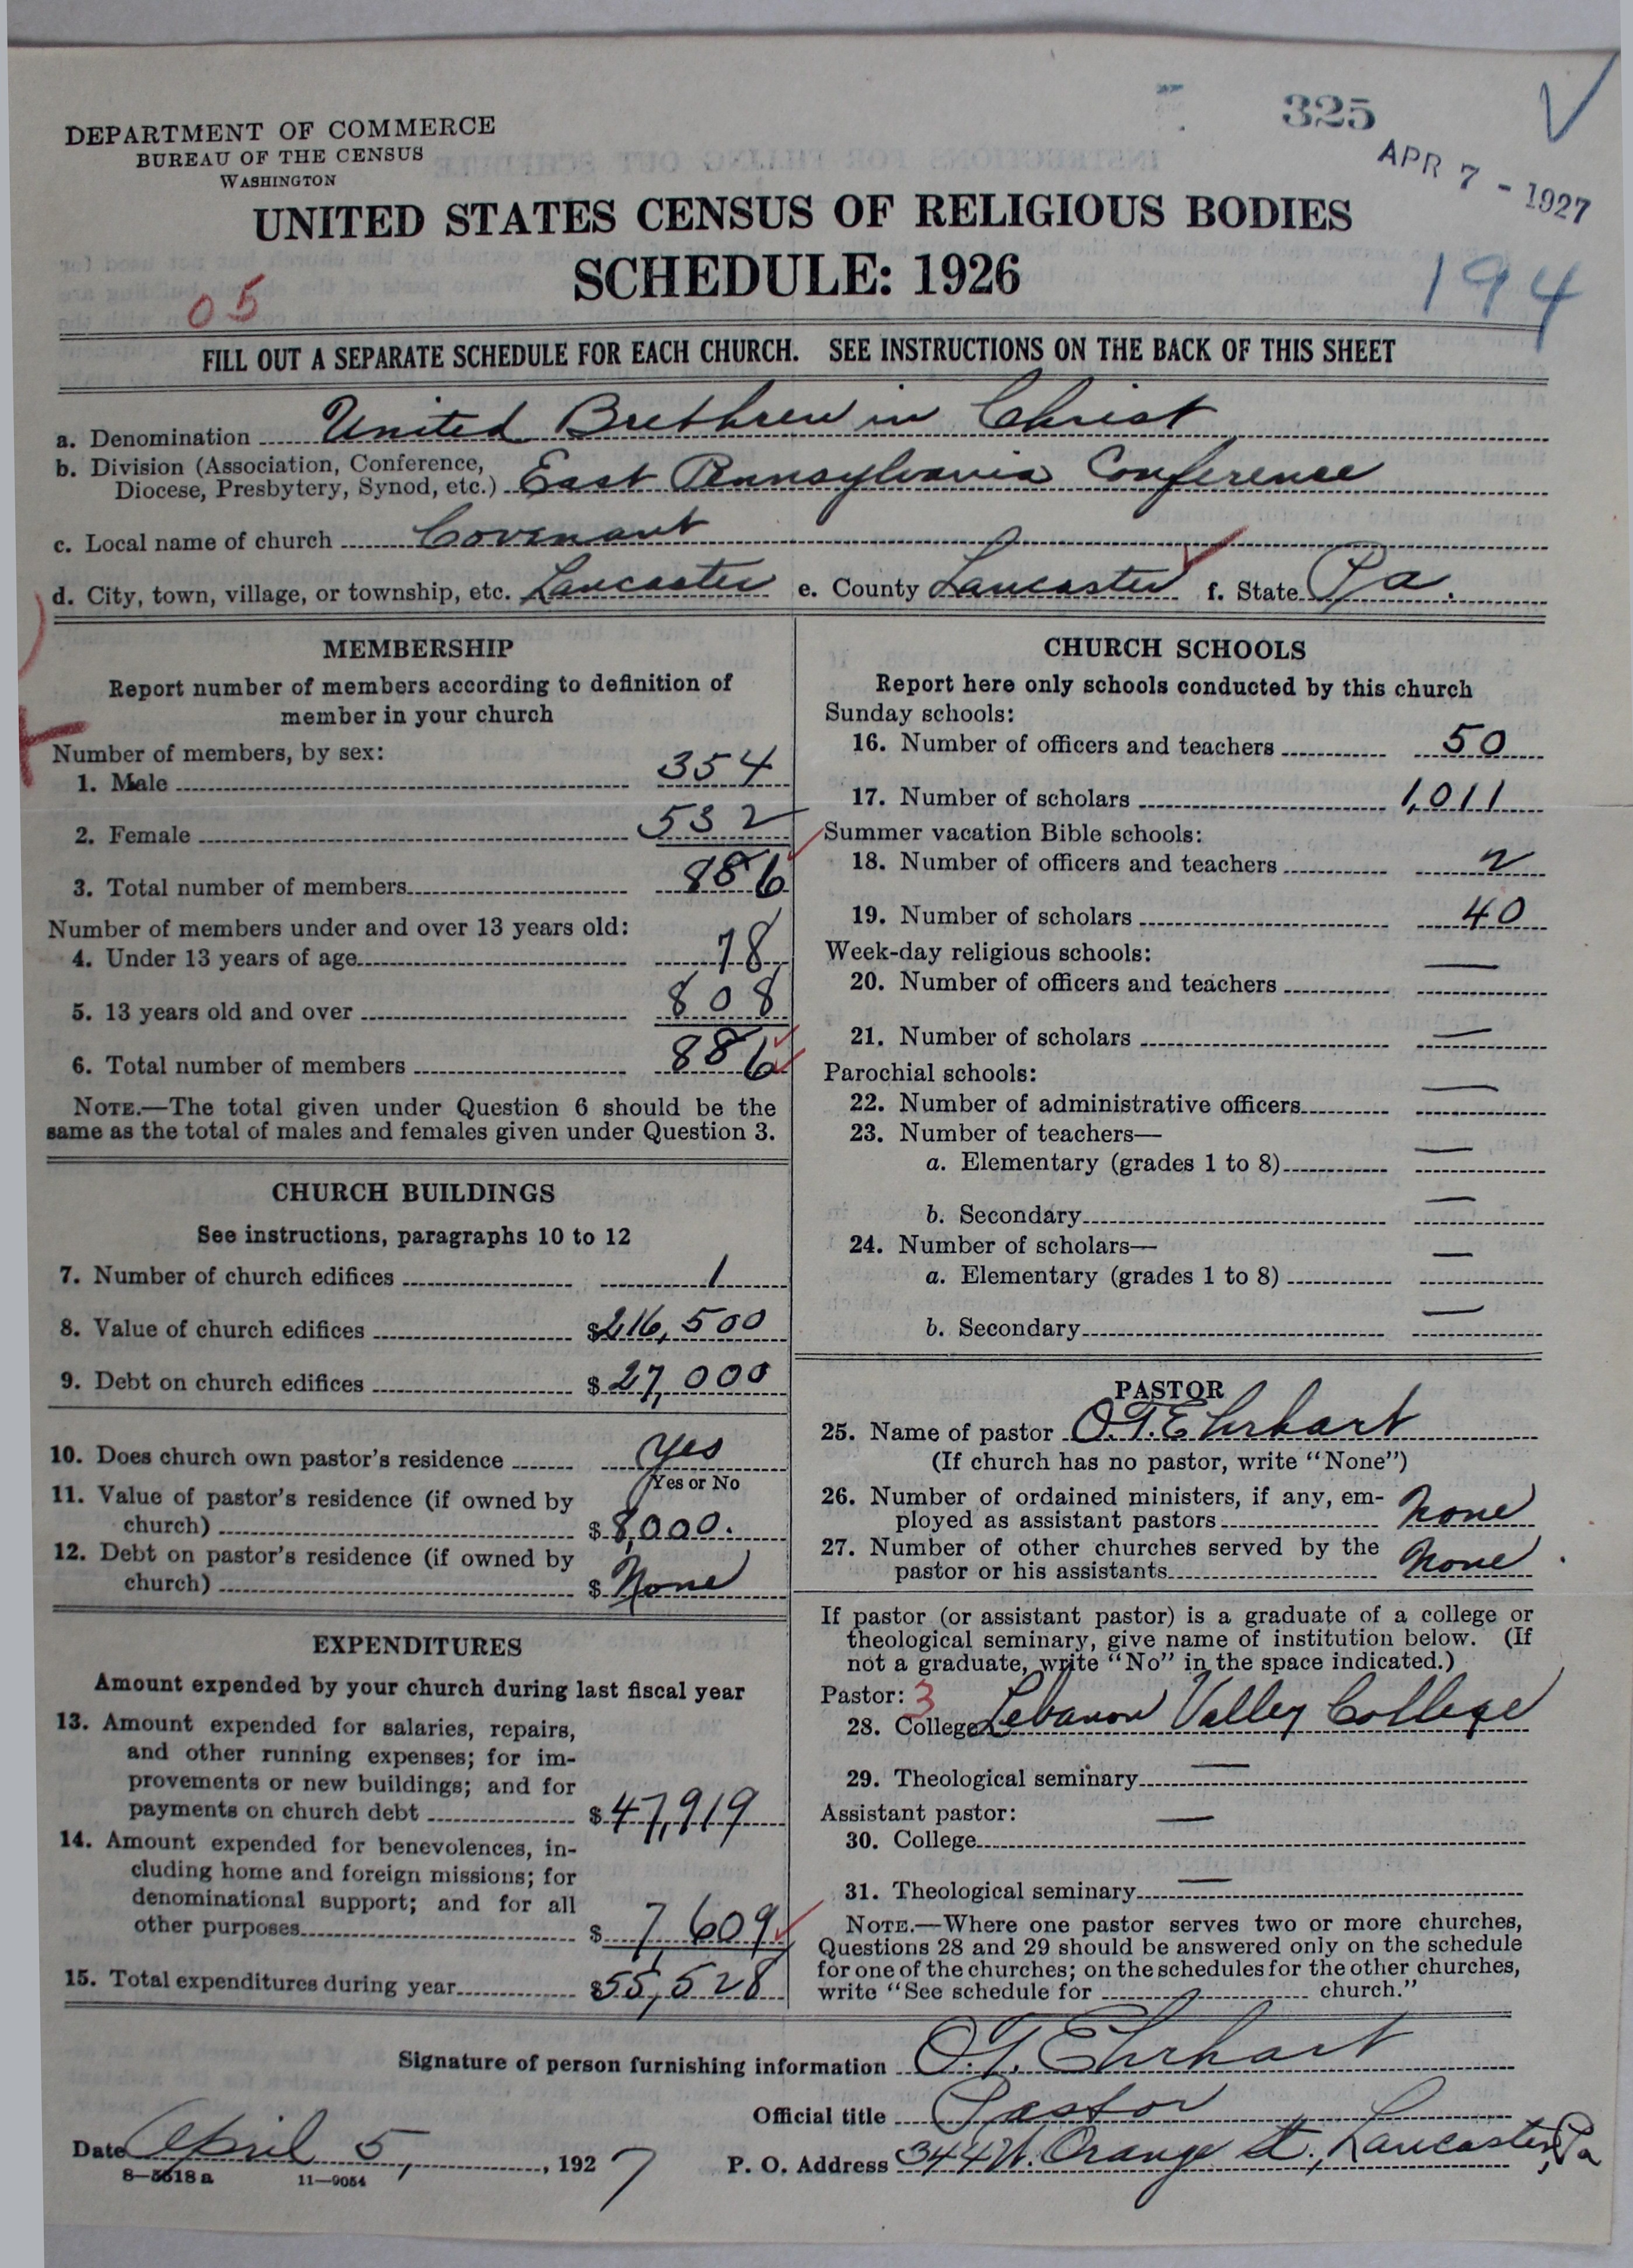 325
APR 7 - 1927
DEPARTMENT OF COMMERCE
BUREAU OF THE CENSUS
WASHINGTON
UNITED STATES CENSUS OF RELIGIOUS BODIES
SCHEDULE: 1926
05
194
FILL OUT A SEPARATE SCHEDULE FOR EACH CHURCH. SEE INSTRUCTIONS ON THE BACK OF THIS SHEET
a. Denomination United Brethren in Christ
b. Division (Association, Conference,
Diocese, Presbytery, Synod, etc.) East Pennsylvania Conference
c. Local name of church Covenant
d. City, town, village, or township, etc. Lancaster e. County Lancaster f. State Pa.
MEMBERSHIP
Report number of members according to definition of
member in your church
Number of members, by sex:
1. Male 354
2. Female 532
3. Total number of members 886
Number of members under and over 13 years old:
4. Under 13 years of age 78
5. 13 years old and over 808
6. Total number of members 886
NOTE.—The total given under Question 6 should be the
same as the total of males and females given under Question 3.
CHURCH BUILDINGS
See instructions, paragraphs 10 to 12
7. Number of church edifices 1
8. Value of church edifices $216,500
9. Debt on church edifices $27,000
10. Does church own pastor's residence Yes
Yes or No
11. Value of pastor's residence (if owned by
church) $8,000.
12. Debt on pastor's residence (if owned by
church) $None
EXPENDITURES
Amount expended by your church during last fiscal year
13. Amount expended for salaries, repairs,
and other running expenses; for im-
provements or new buildings; and for
payments on church debt $47,919
14. Amount expended for benevolences, in-
cluding home and foreign missions; for
denominational support; and for all
other purposes $7,609
15. Total expenditures during year $55,528
CHURCH SCHOOLS
Report here only schools conducted by this church
Sunday schools:
16. Number of officers and teachers 50
17. Number of scholars 1,011
Summer vacation Bible schools:
18. Number of officers and teachers 2
19. Number of scholars 40
Week-day religious schools:
20. Number of officers and teachers —
21. Number of scholars —
Parochial schools:
22. Number of administrative officers —
23. Number of teachers—
a. Elementary (grades 1 to 8) —
b. Secondary —
24. Number of scholars—
a. Elementary (grades 1 to 8) —
b. Secondary —
PASTOR
25. Name of pastor O.T. Ehrhart
(If church has no pastor, write "None")
26. Number of ordained ministers, if any, em-
ployed as assistant pastors None
27. Number of other churches served by the
pastor or his assistants None.
If pastor (or assistant pastor) is a graduate of a college or
theological seminary, give name of institution below. (If
not a graduate, write "No" in the space indicated.)
Pastor: 3
28. College Lebanon Valley College
29. Theological seminary —
Assistant pastor:
30. College —
31. Theological seminary —
NOTE.—Where one pastor serves two or more churches,
Questions 28 and 29 should be answered only on the schedule
for one of the churches; on the schedules for the other churches,
write "See schedule for church."
Signature of person furnishing information O.T. Ehrhart
Official title Pastor
Date April 5, 1927
P. O. Address 344 W. Orange St., Lancaster, Pa
8—5618 a 11—9054